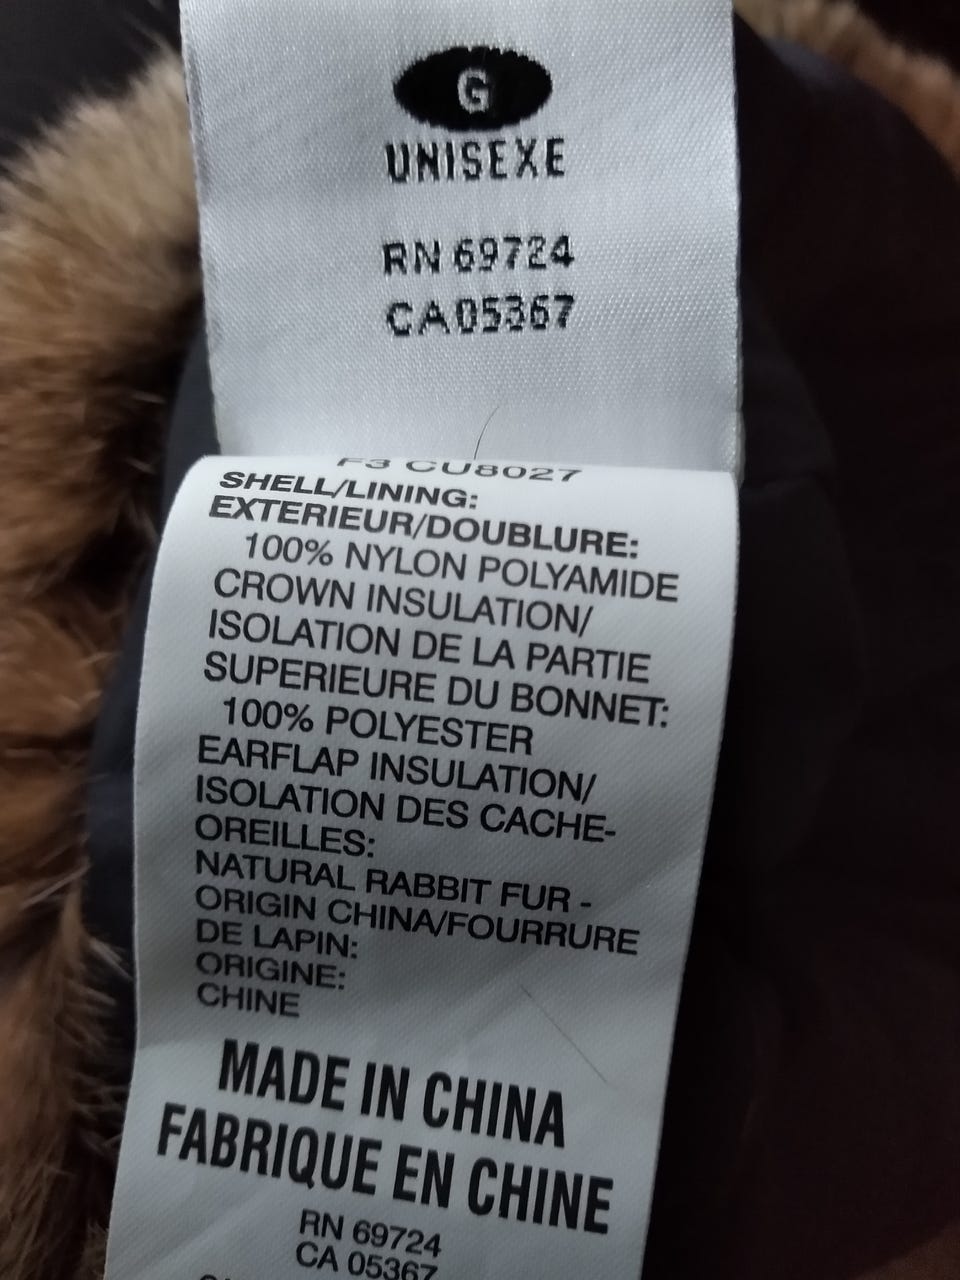 G
UNISEXE
RN 69724
CA05367
F3 CU8027
SHELL/LINING:
EXTERIEUR/DOUBLURE:
100% NYLON POLYAMIDE
CROWN INSULATION/
ISOLATION DE LA PARTIE
SUPERIEURE DU BONNET:
100% POLYESTER
EARFLAP INSULATION/
ISOLATION DES CACHE-
OREILLES:
NATURAL RABBIT FUR -
ORIGIN CHINA/FOURRURE
DE LAPIN:
ORIGINE:
CHINE
MADE IN CHINA
FABRIQUE EN CHINE
RN 69724
CA 05367